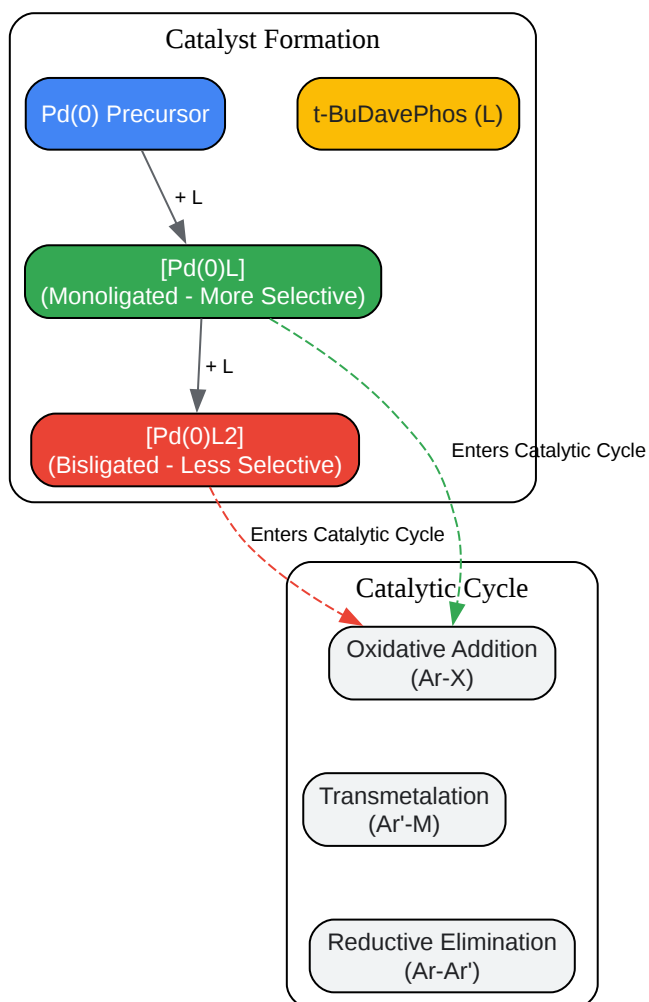 Catalyst Formation
Pd(0) Precursor
t-BuDavePhos (L)
+ L
[Pd(0)L]
(Monoligated - More Selective)
+ L
[Pd(0)L2]
(Bisligated - Less Selective)
Enters Catalytic Cycle
Enters Catalytic Cycle
Catalytic Cycle
Oxidative Addition
(Ar-X)
Transmetalation
(Ar'-M)
Reductive Elimination
(Ar-Ar')